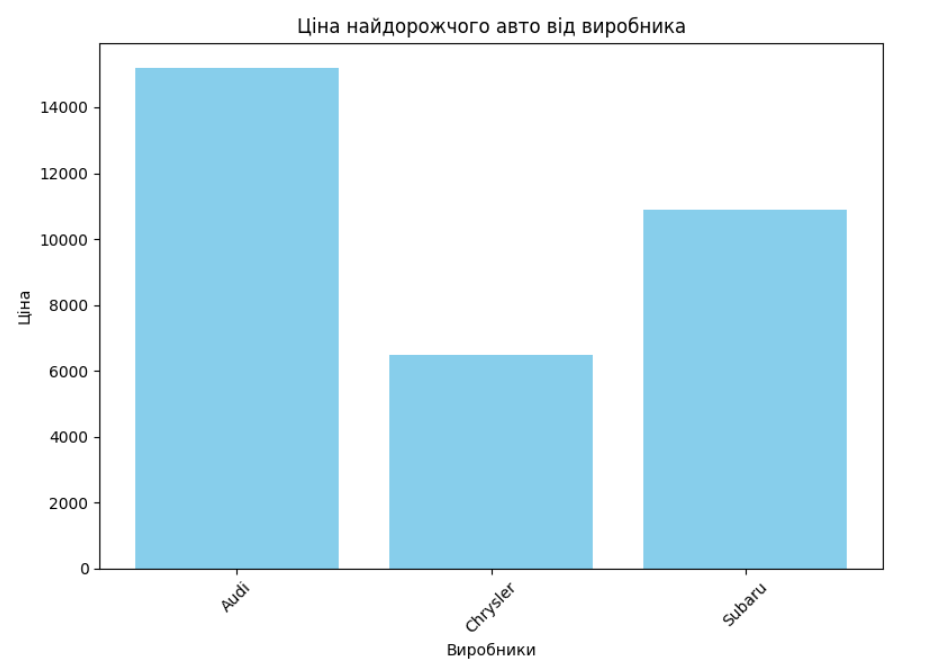 Ціна найдорожчого авто від виробника
Ціна
14000
12000
10000
8000
6000
4000
2000
0
Audi
Chrysler
Subaru
Виробники